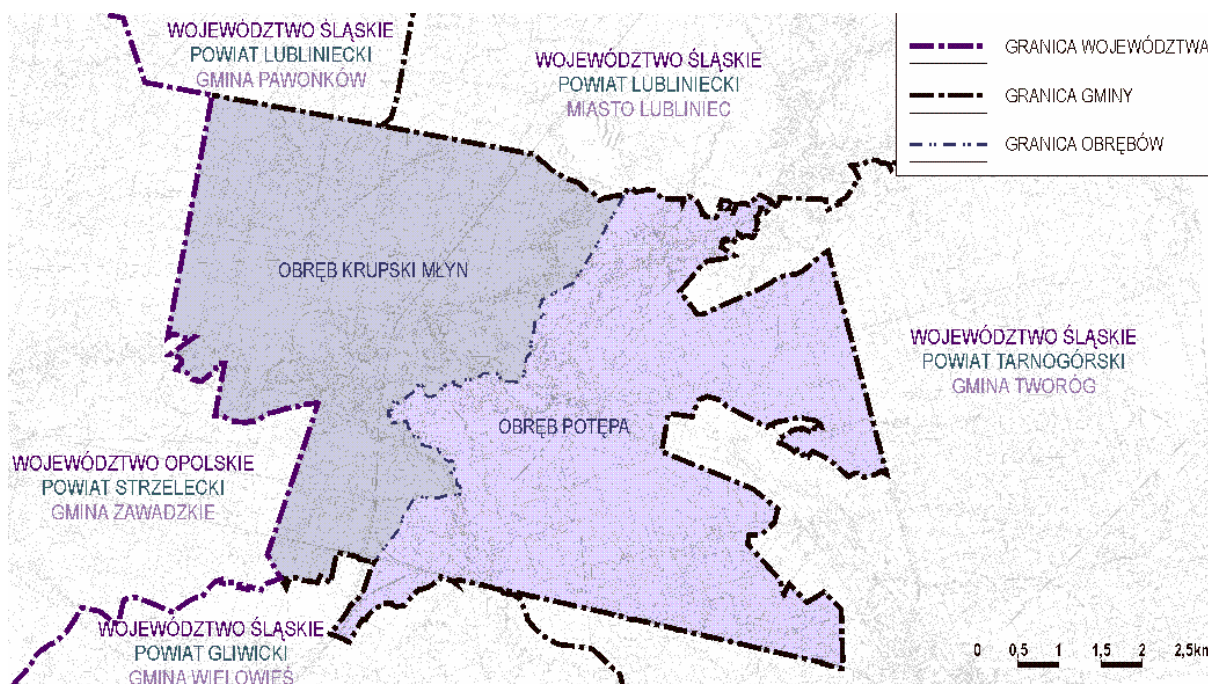 WOJEWÓDZTWO ŚLĄSKIE
POWIAT LUBLINIECKI
GMINA PAWONKÓW
WOJEWÓDZTWO ŚLĄSKIE
POWIAT LUBLINIECKI
MIASTO LUBLINIEC
GRANICA WOJEWÓDZTWA
GRANICA GMINY
GRANICA OBRĘBÓW
OBRĘB KRUPSKI MŁYN
WOJEWÓDZTWO ŚLĄSKIE
POWIAT TARNOGÓRSKI
GMINA TWORÓG
OBRĘB POTĘPA
WOJEWÓDZTWO OPOLSKIE
POWIAT STRZELECKI
GMINA ZAWADZKIE
WOJEWÓDZTWO ŚLĄSKIE
POWIAT GLIWICKI
GMINA WIELOWIEŚ
0 0,5 1 1,5 2 2,5km